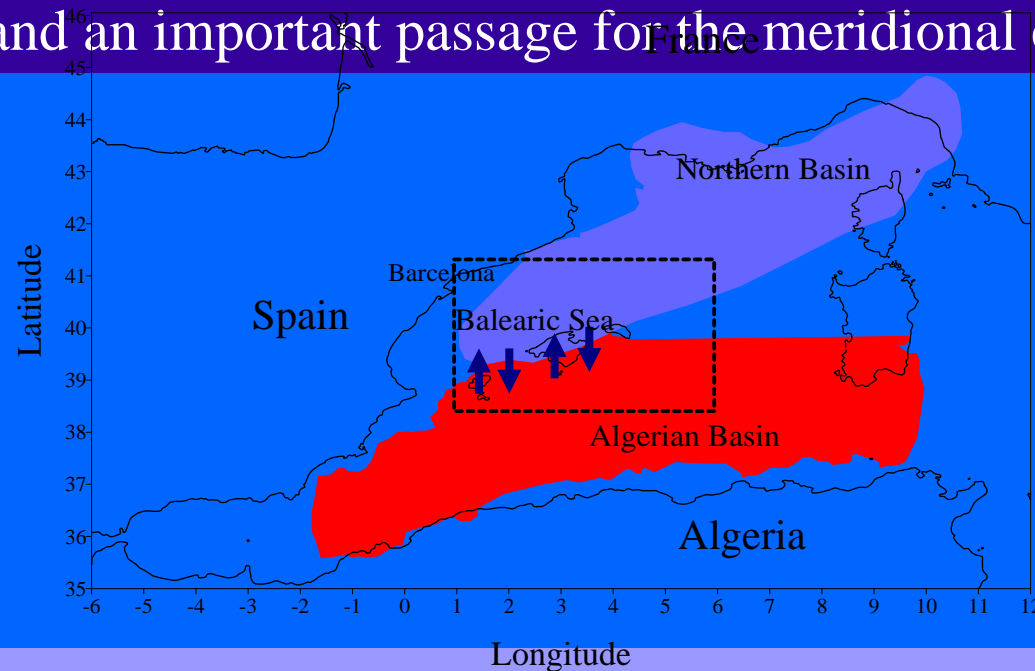 and an important passage for the meridional
France
46
45
44
43
42
41
40
39
38
37
36
35
Latitude
Northern Basin
Barcelona
Spain
Balearic Sea
Algerian Basin
Algeria
-6 -5 -4 -3 -2 -1 0 1 2 3 4 5 6 7 8 9 10 11 12
Longitude